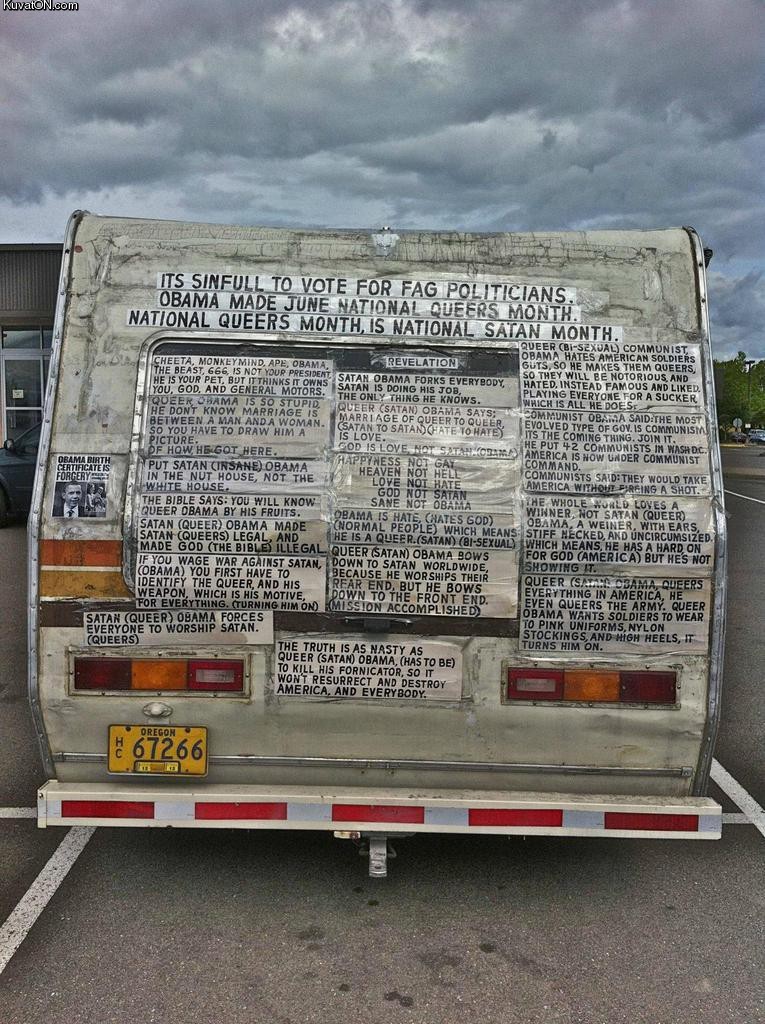 KuvatON.com
ITS SINFULL TO VOTE FOR FAG POLITICIANS.
OBAMA MADE JUNE NATIONAL QUEERS MONTH.
NATIONAL QUEERS MONTH, IS NATIONAL SATAN MONTH.
CHEETA, MONKEYMIND, APE, OBAMA,
THE BEAST, 666, IS NOT YOUR PRESIDENT,
HE IS YOUR PET, BUT IT THINKS IT OWNS
YOU, GOD, AND GENERAL MOTORS.
QUEER OBAMA IS SO STUPID
HE DON'T KNOW MARRIAGE IS
BETWEEN A MAN AND A WOMAN.
SO YOU HAVE TO DRAW HIM A
PICTURE.
OF HOW HE GOT HERE.
PUT SATAN (INSANE) OBAMA
IN THE NUT HOUSE, NOT THE
WHITE HOUSE.
THE BIBLE SAYS: YOU WILL KNOW
QUEER OBAMA BY HIS FRUITS.
SATAN (QUEER) OBAMA MADE
SATAN (QUEERS) LEGAL, AND
MADE GOD (THE BIBLE) ILLEGAL.
IF YOU WAGE WAR AGAINST SATAN,
(OBAMA) YOU FIRST HAVE TO
IDENTIFY THE QUEER, AND HIS
WEAPON, WHICH IS HIS MOTIVE,
FOR EVERYTHING. (TURNING HIM ON)
SATAN (QUEER) OBAMA FORCES
EVERYONE TO WORSHIP SATAN.
(QUEERS)
OBAMA BIRTH
CERTIFICATE IS
FORGERY
REVELATION
SATAN OBAMA FORKS EVERYBODY,
SATAN IS DOING HIS JOB,
THE ONLY THING HE KNOWS.
QUEER (SATAN) OBAMA SAYS;
MARRIAGE OF QUEER TO QUEER,
(SATAN TO SATAN) (HATE TO HATE)
IS LOVE.
GOD IS LOVE, NOT SATAN (OBAMA)
HAPPYNESS NOT GAY
HEAVEN NOT HELL
LOVE NOT HATE
GOD NOT SATAN
SANE NOT OBAMA
OBAMA IS HATE, (HATES GOD)
(NORMAL PEOPLE) WHICH MEANS
HE IS A QUEER. (SATAN) (BI-SEXUAL)
QUEER (SATAN) OBAMA BOWS
DOWN TO SATAN WORLDWIDE,
BECAUSE HE WORSHIPS THEIR
REAR END. BUT HE BOWS
DOWN TO THE FRONT END.
(MISSION ACCOMPLISHED)
THE TRUTH IS AS NASTY AS
QUEER (SATAN) OBAMA, (HAS TO BE)
TO KILL HIS FORNICATOR, SO IT
WON'T RESURRECT AND DESTROY
AMERICA, AND EVERYBODY.
QUEER (BI-SEXUAL) COMMUNIST,
OBAMA HATES AMERICAN SOLDIERS
GUTS, SO HE MAKES THEM QUEERS,
SO THEY WILL BE NOTORIOUS, AND
HATED, INSTEAD FAMOUS AND LIKED.
PLAYING EVERYONE FOR A SUCKER,
WHICH IS ALL HE DOES.
COMMUNIST OBAMA SAID: THE MOST
EVOLVED TYPE OF GOV. IS COMMUNISM,
ITS THE COMING THING. JOIN IT.
HE PUT 42 COMMUNISTS IN WASH D.C.
AMERICA IS NOW UNDER COMMUNIST
COMMAND.
COMMUNISTS SAID: THEY WOULD TAKE
AMERICA WITHOUT FIREING A SHOT.
THE WHOLE WORLD LOVES A
WINNER, NOT SATAN (QUEER)
OBAMA, A WEINER, WITH EARS,
STIFF NECKED, AND UNCIRCUMSIZED.
WHICH MEANS, HE HAS A HARD ON
FOR GOD (AMERICA) BUT HE'S NOT
SHOWING IT.
QUEER (SATAN) OBAMA, QUEERS
EVERYTHING IN AMERICA, HE
EVEN QUEERS THE ARMY. QUEER
OBAMA WANTS SOLDIERS TO WEAR
TO PINK UNIFORMS, NYLON
STOCKINGS, AND HIGH HEELS, IT
TURNS HIM ON.
OREGON
HC 67266